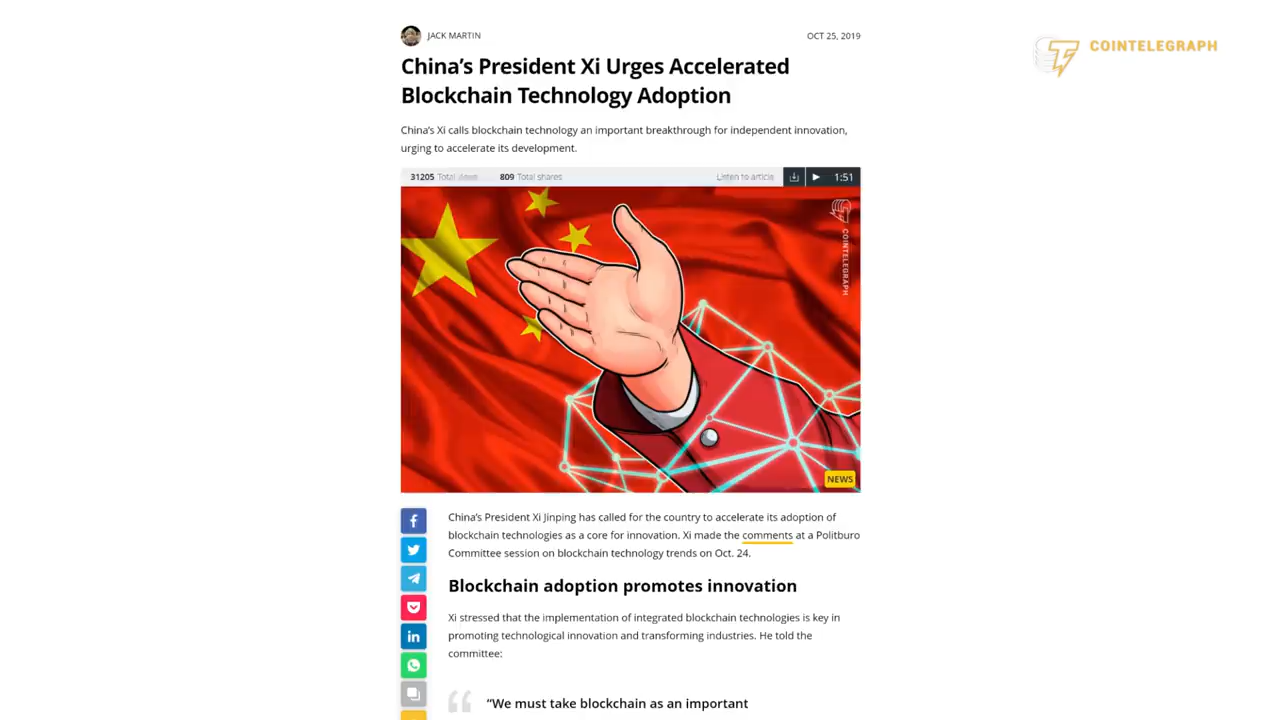 JACK MARTIN
OCT 25, 2019
COINTELEGRAPH
China's President Xi Urges Accelerated
Blockchain Technology Adoption
China's Xi calls blockchain technology an important breakthrough for independent innovation,
urging to accelerate its development.
31205 Total views
809 Total shares
Listen to article
1:51
COINTELEGRAPH
NEWS
China's President Xi Jinping has called for the country to accelerate its adoption of
blockchain technologies as a core for innovation. Xi made the comments at a Politburo
Committee session on blockchain technology trends on Oct. 24.
Blockchain adoption promotes innovation
Xi stressed that the implementation of integrated blockchain technologies is key in
promoting technological innovation and transforming industries. He told the
committee:
“We must take blockchain as an important